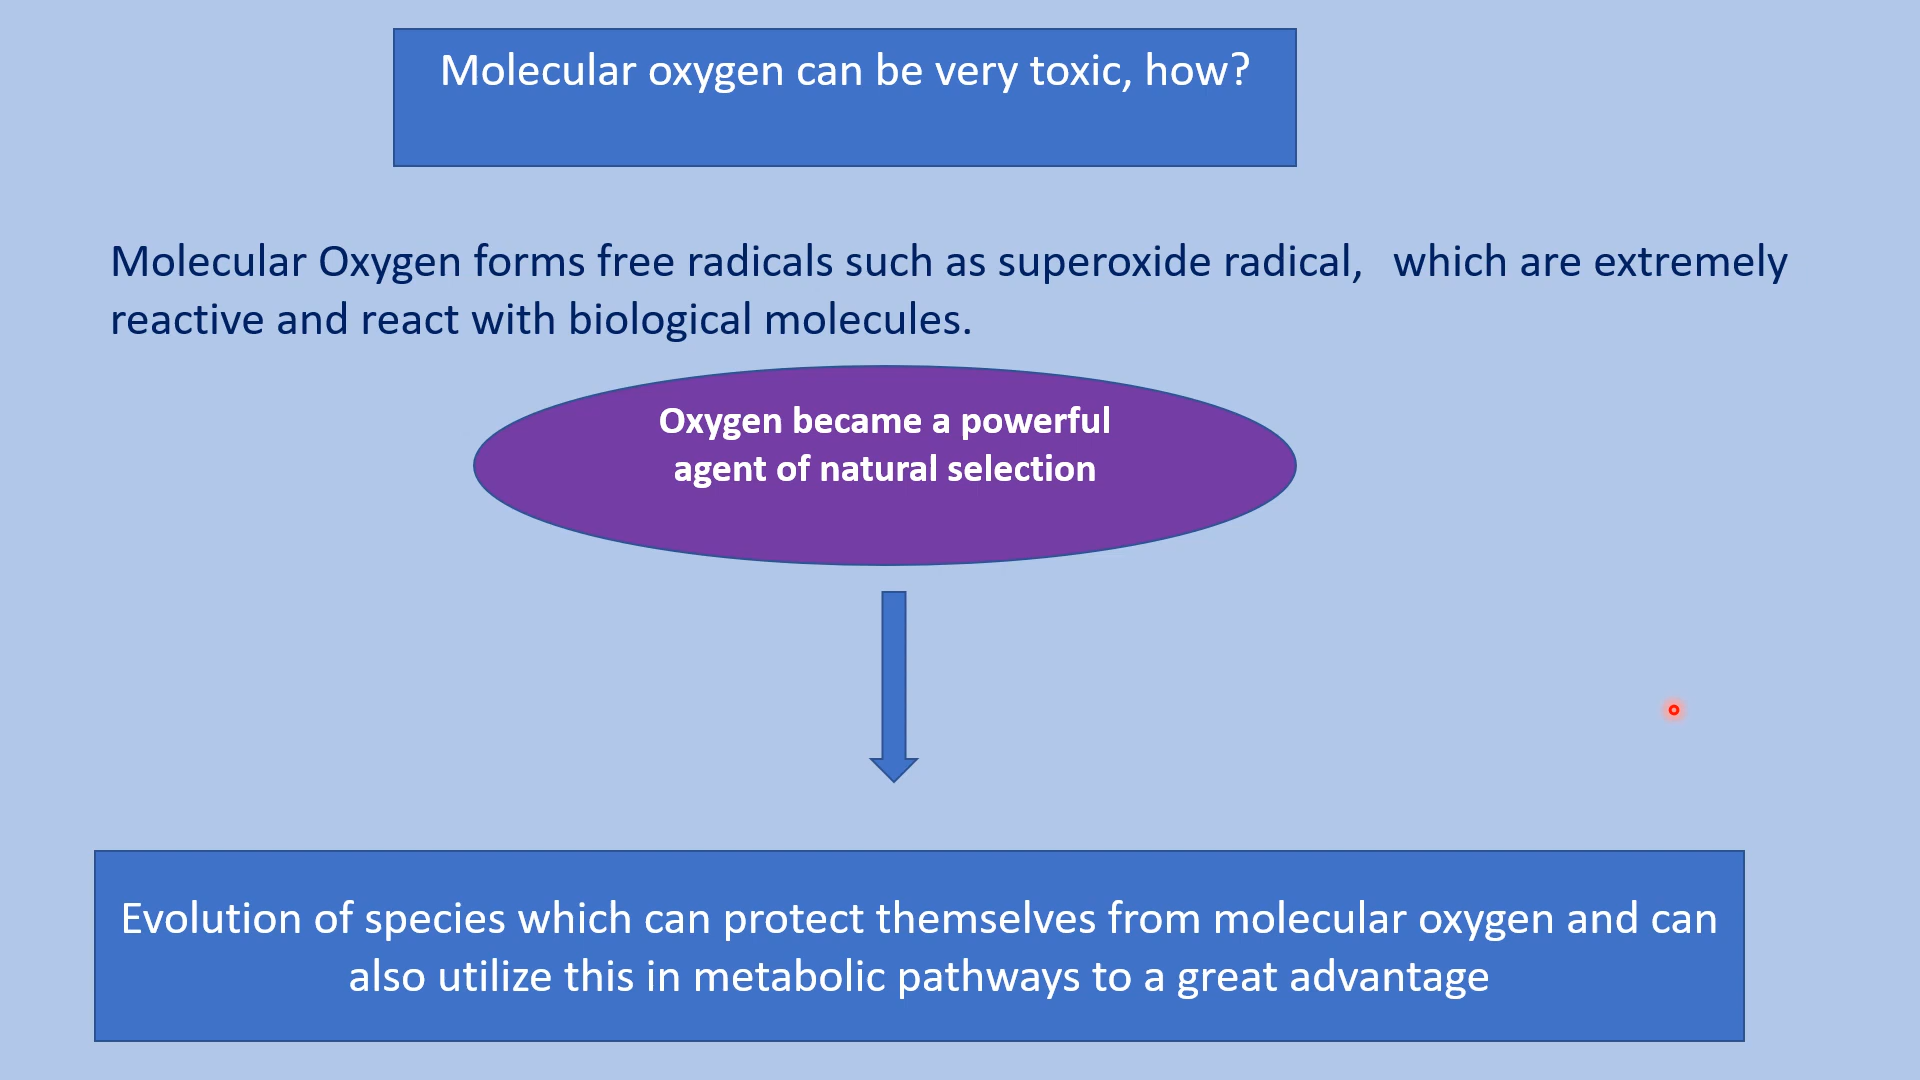 Molecular oxygen can be very toxic, how?
Molecular Oxygen forms free radicals such as superoxide radical,  which are extremely
reactive and react with biological molecules.
Oxygen became a powerful
agent of natural selection
Evolution of species which can protect themselves from molecular oxygen and can
also utilize this in metabolic pathways to a great advantage